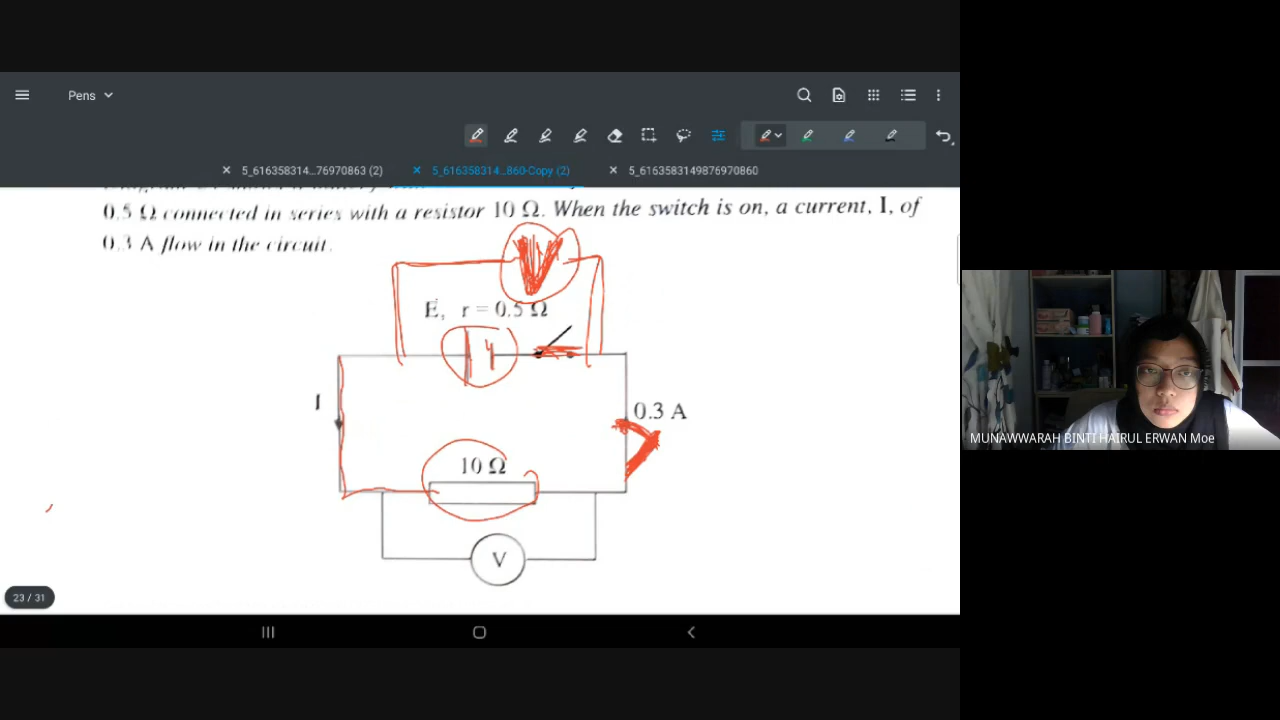 Pens
5_616358314...76970863 (2)
5_616358314...860-Copy (2)
5_6163583149876970860
0.5 Ω connected in series with a resistor 10 Ω. When the switch is on, a current, I, of
0.3 A flow in the circuit.
V
E, r = 0.5 Ω
I
0.3 A
10 Ω
V
MUNAWWARAH BINTI HAIRUL ERWAN Moe
23 / 31